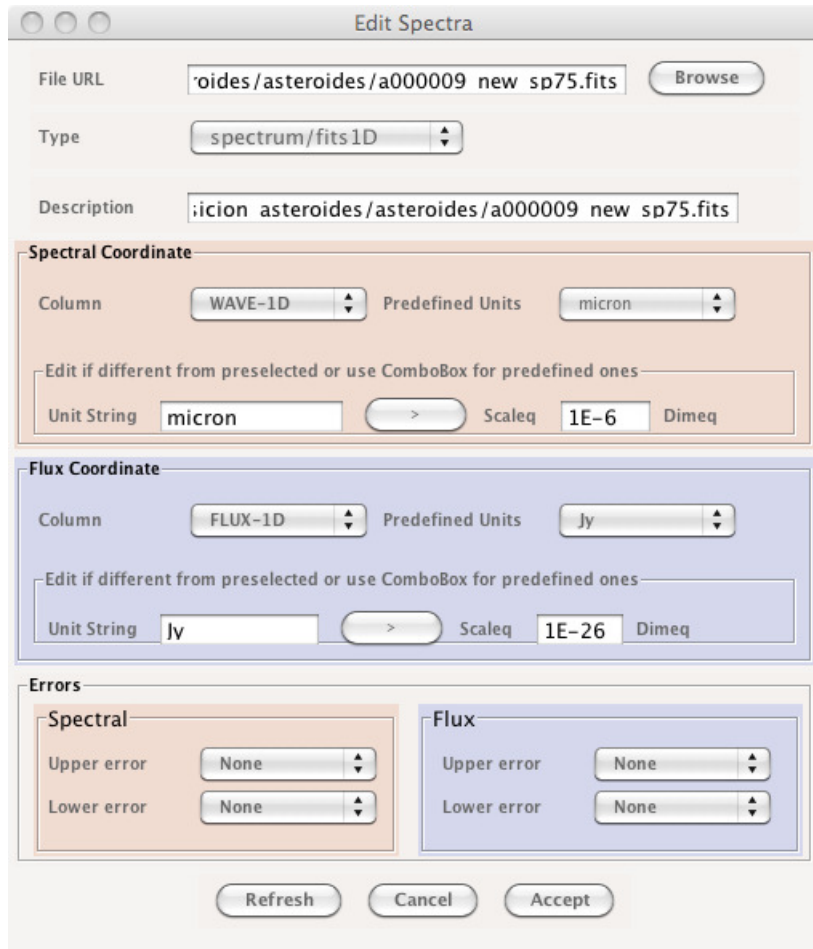 Edit Spectra
File URL roides/asteroides/a000009_new_sp75.fits Browse
Type spectrum/fits1D
Description sicion_asteroides/asteroides/a000009_new_sp75.fits
Spectral Coordinate
Column WAVE-1D Predefined Units micron
Edit if different from preselected or use ComboBox for predefined ones
Unit String micron > Scaleq 1E-6 Dimeq
Flux Coordinate
Column FLUX-1D Predefined Units Jy
Edit if different from preselected or use ComboBox for predefined ones
Unit String Jy > Scaleq 1E-26 Dimeq
Errors
Spectral Flux
Upper error None Upper error None
Lower error None Lower error None
Refresh Cancel Accept